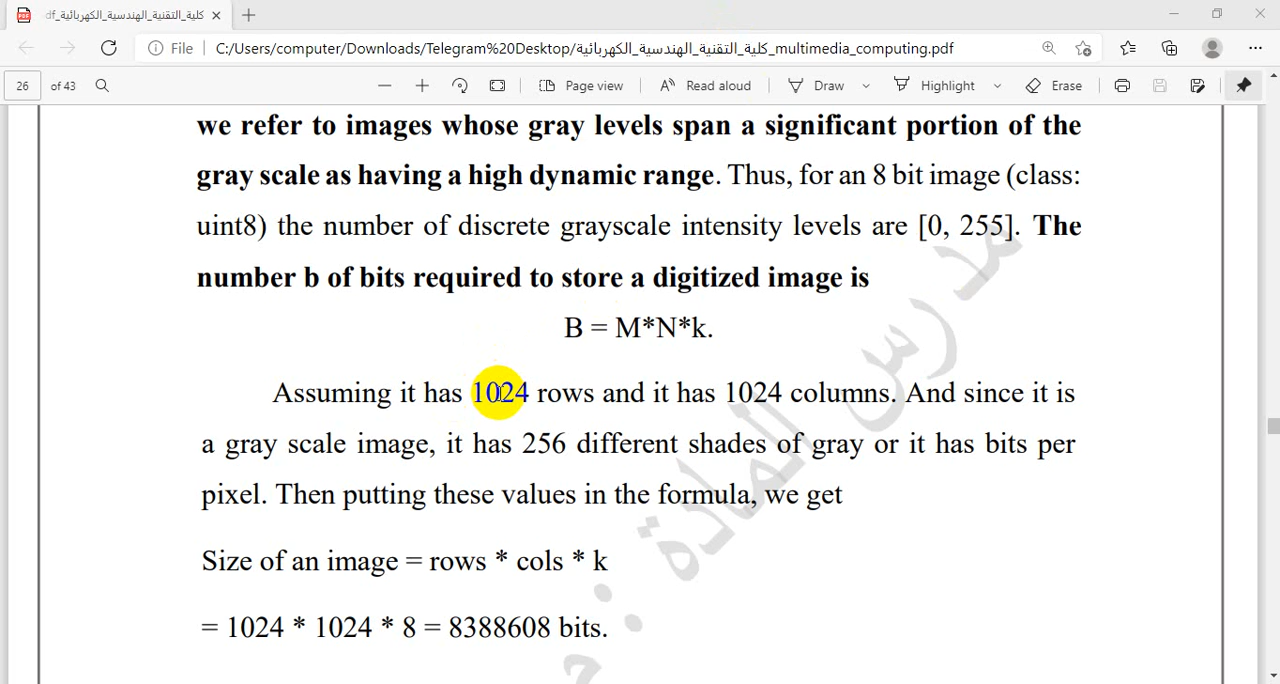 df_كلية_التقنية_الهندسية_الكهربائية
File | C:/Users/computer/Downloads/Telegram%20Desktop/كلية_التقنية_الهندسية_الكهربائية_multimedia_computing.pdf
26 of 43 Page view Read aloud Draw Highlight Erase
we refer to images whose gray levels span a significant portion of the
gray scale as having a high dynamic range. Thus, for an 8 bit image (class:
uint8) the number of discrete grayscale intensity levels are [0, 255]. The
number b of bits required to store a digitized image is
B = M*N*k.
Assuming it has 1024 rows and it has 1024 columns. And since it is
a gray scale image, it has 256 different shades of gray or it has bits per
pixel. Then putting these values in the formula, we get
Size of an image = rows * cols * k
= 1024 * 1024 * 8 = 8388608 bits.
مدرس المادة :